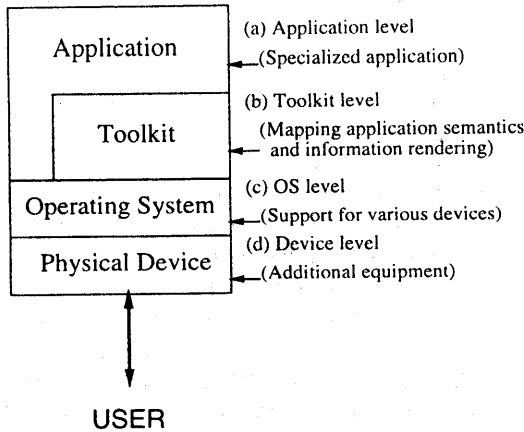 Application
(a) Application level
(Specialized application)
Toolkit
(b) Toolkit level
(Mapping application semantics
and information rendering)
Operating System
(c) OS level
(Support for various devices)
Physical Device
(d) Device level
(Additional equipment)
USER